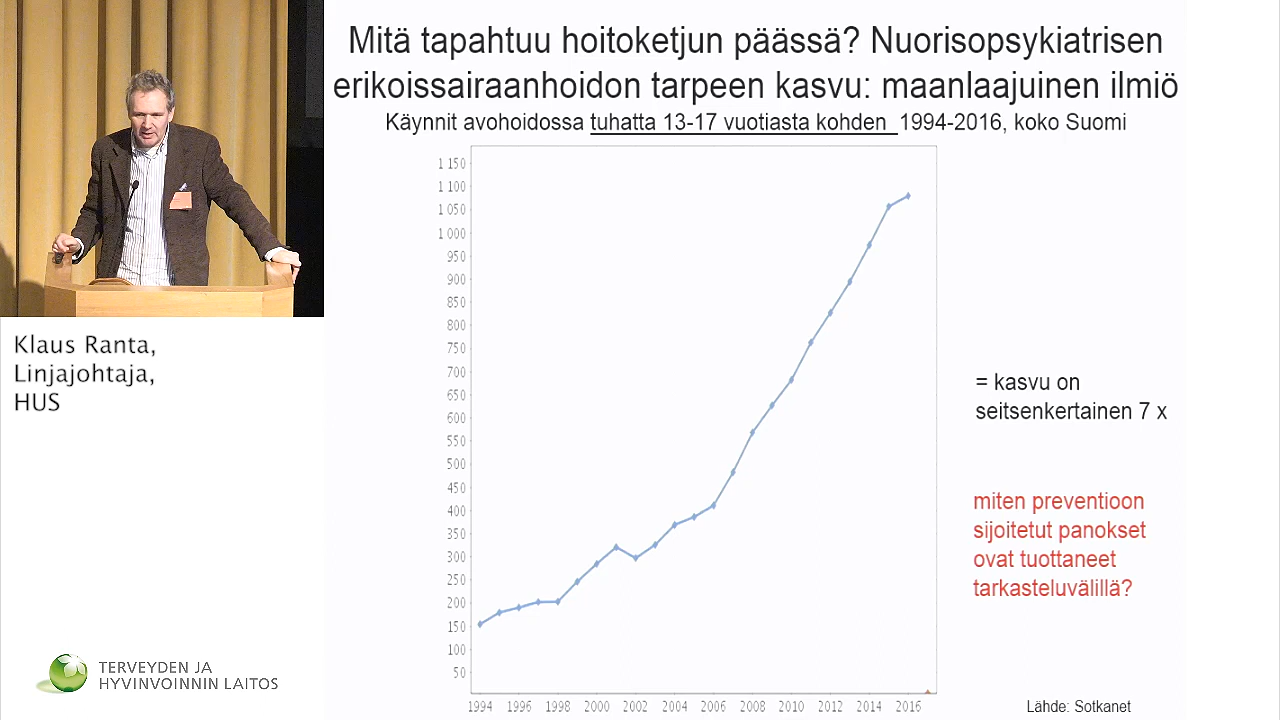 Mitä tapahtuu hoitoketjun päässä? Nuorisopsykiatrisen
erikoissairaanhoidon tarpeen kasvu: maanlaajuinen ilmiö
Käynnit avohoidossa tuhatta 13-17 vuotiasta kohden 1994-2016, koko Suomi
1 150
1 100
1 050
1 000
950
900
850
800
750
700
650
600
550
500
450
400
350
300
250
200
150
100
50
1994 1996 1998 2000 2002 2004 2006 2008 2010 2012 2014 2016
= kasvu on
seitsenkertainen 7 x
miten preventioon
sijoitetut panokset
ovat tuottaneet
tarkasteluvälillä?
Lähde: Sotkanet
Klaus Ranta,
Linjajohtaja,
HUS
TERVEYDEN JA
HYVINVOINNIN LAITOS